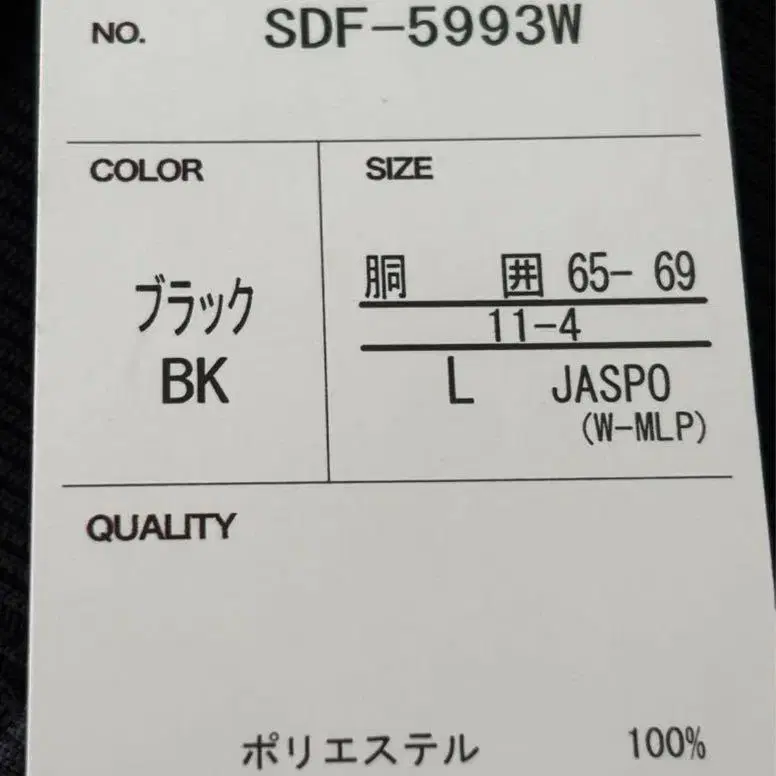 NO. SDF-5993W
COLOR
SIZE
ブラック
BK
胴 囲 65- 69
11-4
L JASPO
(W-MLP)
QUALITY
ポリエステル 100%